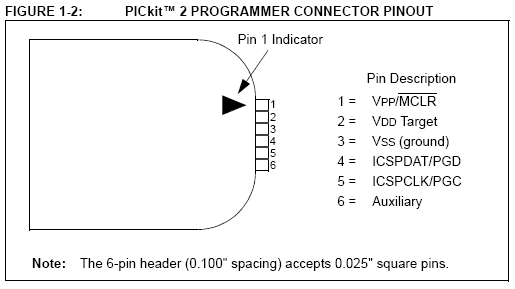 FIGURE 1-2: PICkit™ 2 PROGRAMMER CONNECTOR PINOUT
Pin 1 Indicator
1
2
3
4
5
6
Pin Description
1 = VPP/MCLR
2 = VDD Target
3 = VSS (ground)
4 = ICSPDAT/PGD
5 = ICSPCLK/PGC
6 = Auxiliary
Note: The 6-pin header (0.100" spacing) accepts 0.025" square pins.